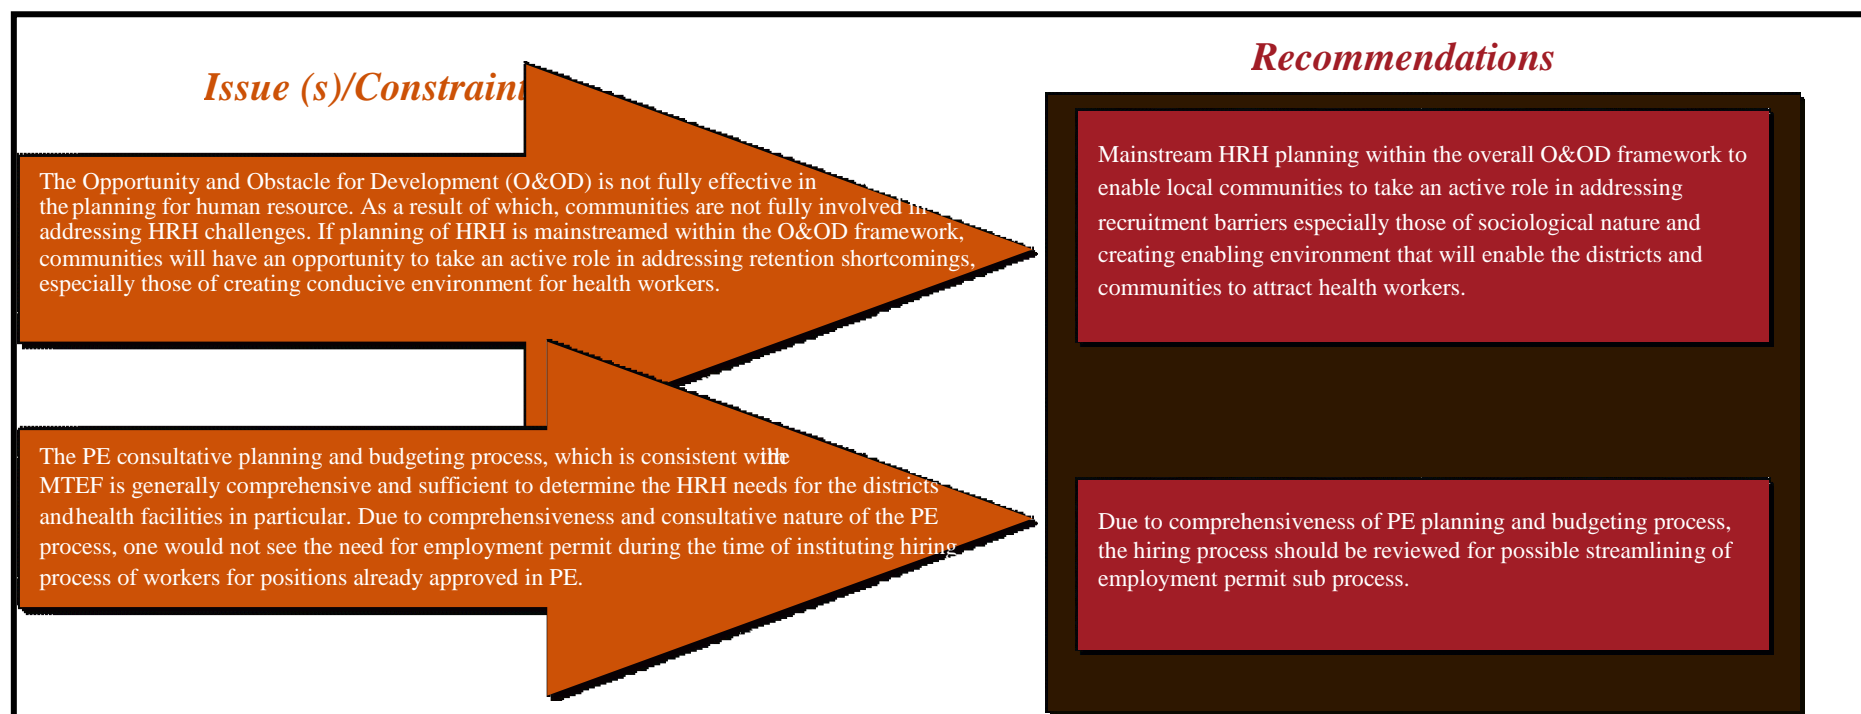 Issue (s)/Constraint
The Opportunity and Obstacle for Development (O&OD) is not fully effective in
the planning for human resource. As a result of which, communities are not fully involved in
addressing HRH challenges. If planning of HRH is mainstreamed within the O&OD framework,
communities will have an opportunity to take an active role in addressing retention shortcomings,
especially those of creating conducive environment for health workers.
The PE consultative planning and budgeting process, which is consistent with the
MTEF is generally comprehensive and sufficient to determine the HRH needs for the districts
andhealth facilities in particular. Due to comprehensiveness and consultative nature of the PE
process, one would not see the need for employment permit during the time of instituting hiring
process of workers for positions already approved in PE.
Recommendations
Mainstream HRH planning within the overall O&OD framework to
enable local communities to take an active role in addressing
recruitment barriers especially those of sociological nature and
creating enabling environment that will enable the districts and
communities to attract health workers.
Due to comprehensiveness of PE planning and budgeting process,
the hiring process should be reviewed for possible streamlining of
employment permit sub process.